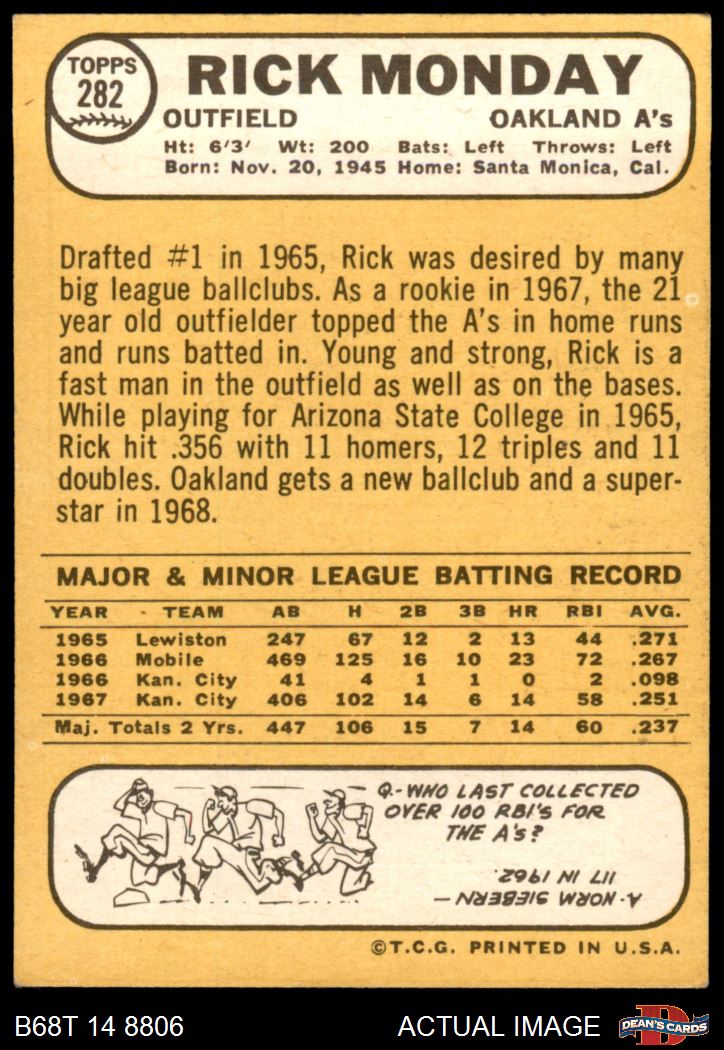 TOPPS
282
RICK MONDAY
OUTFIELD OAKLAND A's
Ht: 6'3' Wt: 200 Bats: Left Throws: Left
Born: Nov. 20, 1945 Home: Santa Monica, Cal.
Drafted #1 in 1965, Rick was desired by many
big league ballclubs. As a rookie in 1967, the 21
year old outfielder topped the A's in home runs
and runs batted in. Young and strong, Rick is a
fast man in the outfield as well as on the bases.
While playing for Arizona State College in 1965,
Rick hit .356 with 11 homers, 12 triples and 11
doubles. Oakland gets a new ballclub and a super-
star in 1968.
MAJOR & MINOR LEAGUE BATTING RECORD
YEAR TEAM AB H 2B 3B HR RBI AVG.
1965 Lewiston 247 67 12 2 13 44 .271
1966 Mobile 469 125 16 10 23 72 .267
1966 Kan. City 41 4 1 1 0 2 .098
1967 Kan. City 406 102 14 6 14 58 .251
Maj. Totals 2 Yrs. 447 106 15 7 14 60 .237
Q.- WHO LAST COLLECTED
OVER 100 RBI'S FOR
THE A's?
A- NORM SIEBERN —
117 IN 1962.
©T.C.G. PRINTED IN U.S.A.
B68T 14 8806 ACTUAL IMAGE
D
DEAN'S CARDS